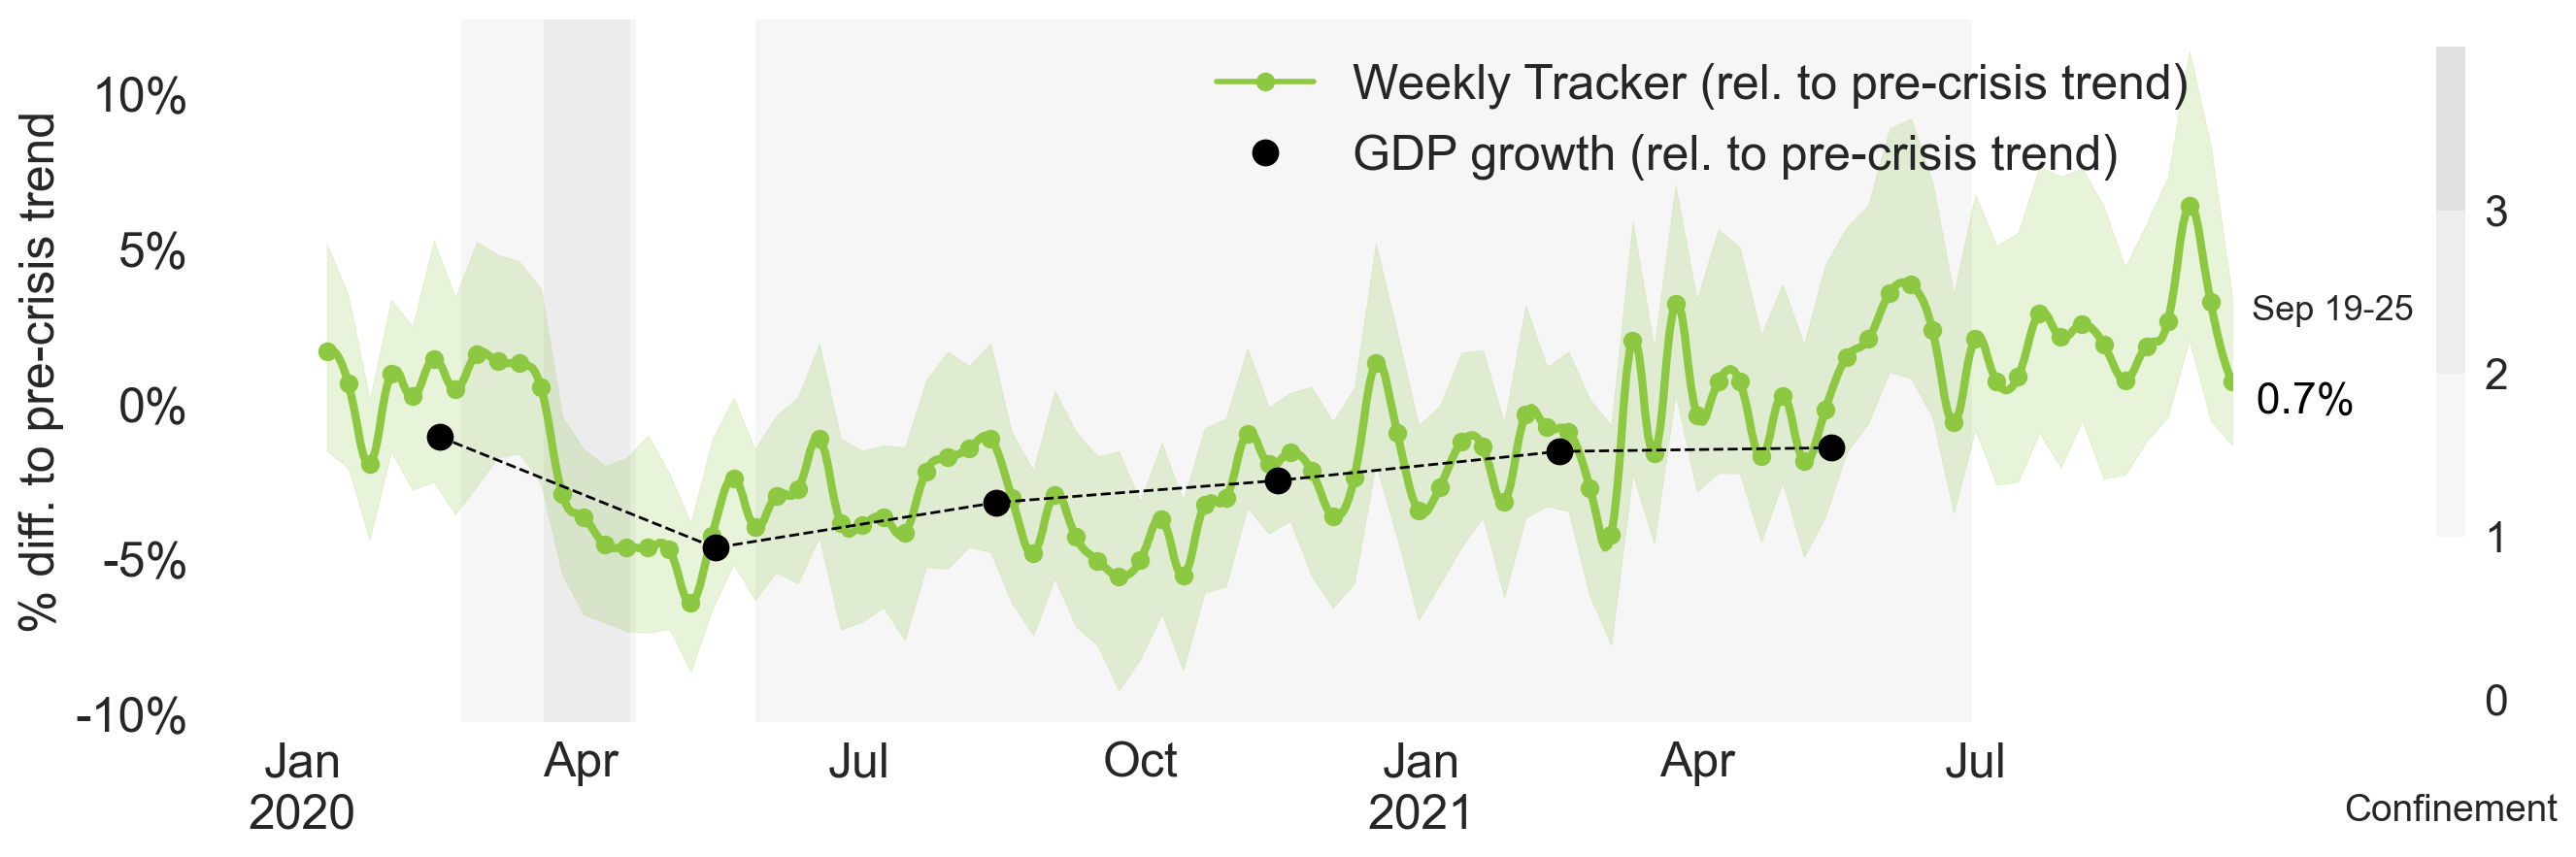 Weekly Tracker (rel. to pre-crisis trend)
GDP growth (rel. to pre-crisis trend)
% diff. to pre-crisis trend
10%
5%
0%
-5%
-10%
Jan
2020
Apr
Jul
Oct
Jan
2021
Apr
Jul
Sep 19-25
0.7%
3
2
1
0
Confinement